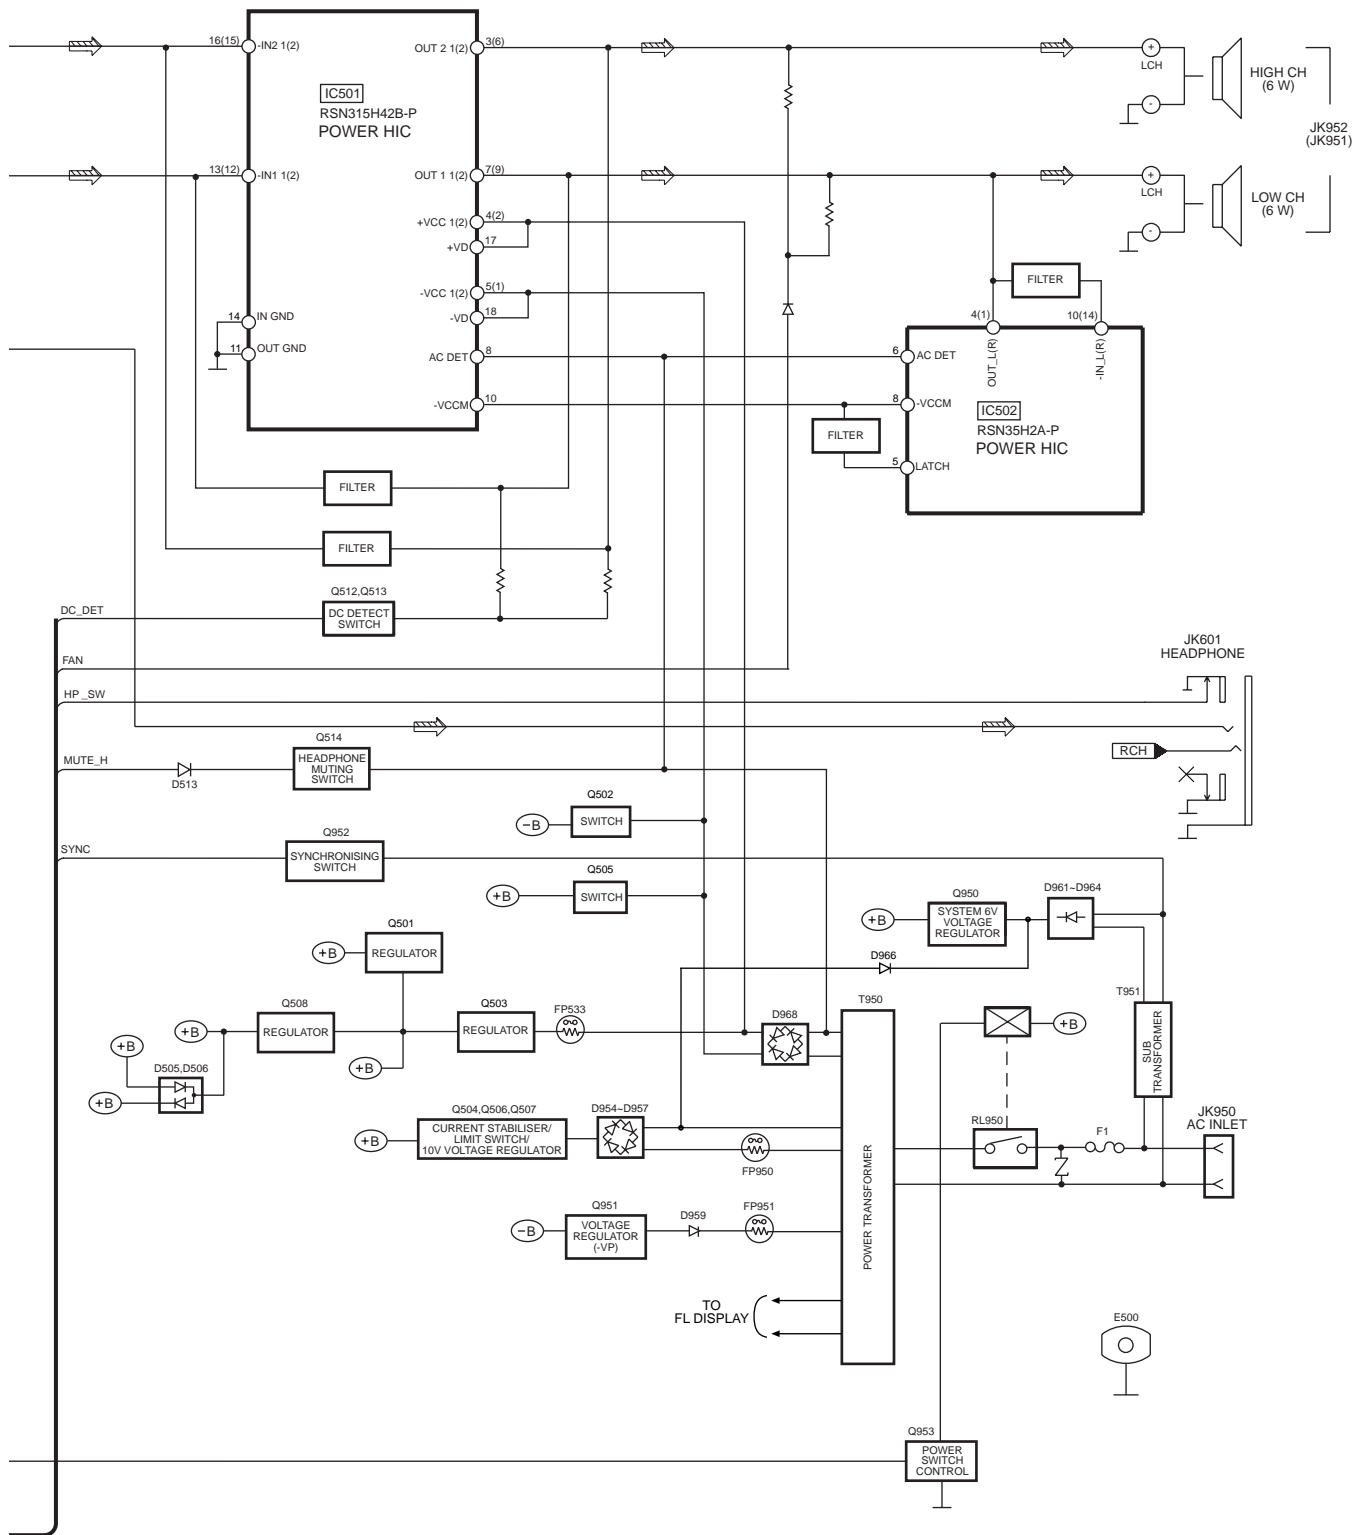 16(15)
-IN2 1(2)
OUT 2 1(2)
3(6)
+
LCH
-
HIGH CH
(6 W)
IC501
RSN315H42B-P
POWER HIC
JK952
(JK951)
13(12)
-IN1 1(2)
OUT 1 1(2)
7(9)
+
LCH
-
LOW CH
(6 W)
+VCC 1(2)
4(2)
+VD
17
-VCC 1(2)
5(1)
-VD
18
14
IN GND
11
OUT GND
AC DET
8
-VCCM
10
FILTER
4(1)
10(14)
OUT_L(R)
-IN_L(R)
6
AC DET
8
-VCCM
5
LATCH
IC502
RSN35H2A-P
POWER HIC
FILTER
FILTER
FILTER
Q512,Q513
DC_DET
DC DETECT
SWITCH
FAN
HP _SW
JK601
HEADPHONE
RCH
Q514
MUTE_H
D513
HEADPHONE
MUTING
SWITCH
Q502
−B
SWITCH
Q952
SYNC
SYNCHRONISING
SWITCH
Q505
+B
SWITCH
Q950
+B
SYSTEM 6V
VOLTAGE
REGULATOR
D961~D964
Q501
+B
REGULATOR
D966
Q508
+B
REGULATOR
Q503
REGULATOR
FP533
D968
T950
+B
T951
SUB
TRANSFORMER
+B
D505,D506
+B
+B
Q504,Q506,Q507
+B
CURRENT STABILISER/
LIMIT SWITCH/
10V VOLTAGE REGULATOR
D954~D957
FP950
RL950
F1
JK950
AC INLET
POWER TRANSFORMER
Q951
−B
VOLTAGE
REGULATOR
(-VP)
D959
FP951
TO
FL DISPLAY
E500
Q953
POWER
SWITCH
CONTROL